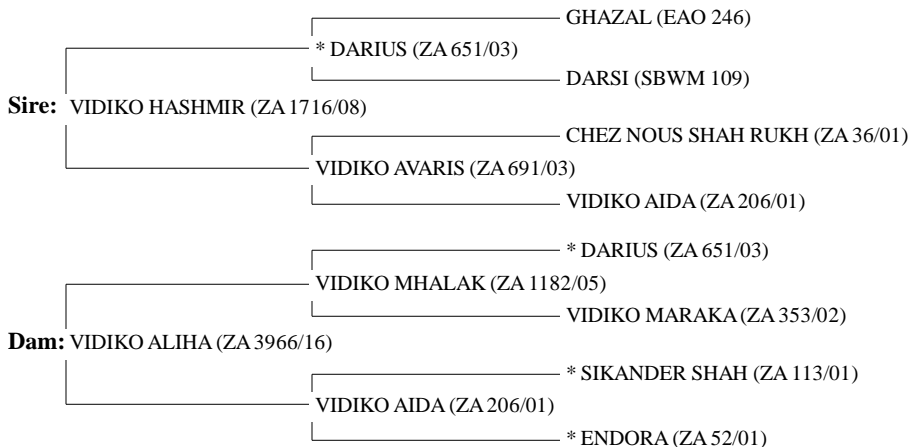 GHAZAL (EAO 246)
* DARIUS (ZA 651/03)
DARSI (SBWM 109)
Sire: VIDIKO HASHMIR (ZA 1716/08)
CHEZ NOUS SHAH RUKH (ZA 36/01)
VIDIKO AVARIS (ZA 691/03)
VIDIKO AIDA (ZA 206/01)
* DARIUS (ZA 651/03)
VIDIKO MHALAK (ZA 1182/05)
VIDIKO MARAKA (ZA 353/02)
Dam: VIDIKO ALIHA (ZA 3966/16)
* SIKANDER SHAH (ZA 113/01)
VIDIKO AIDA (ZA 206/01)
* ENDORA (ZA 52/01)